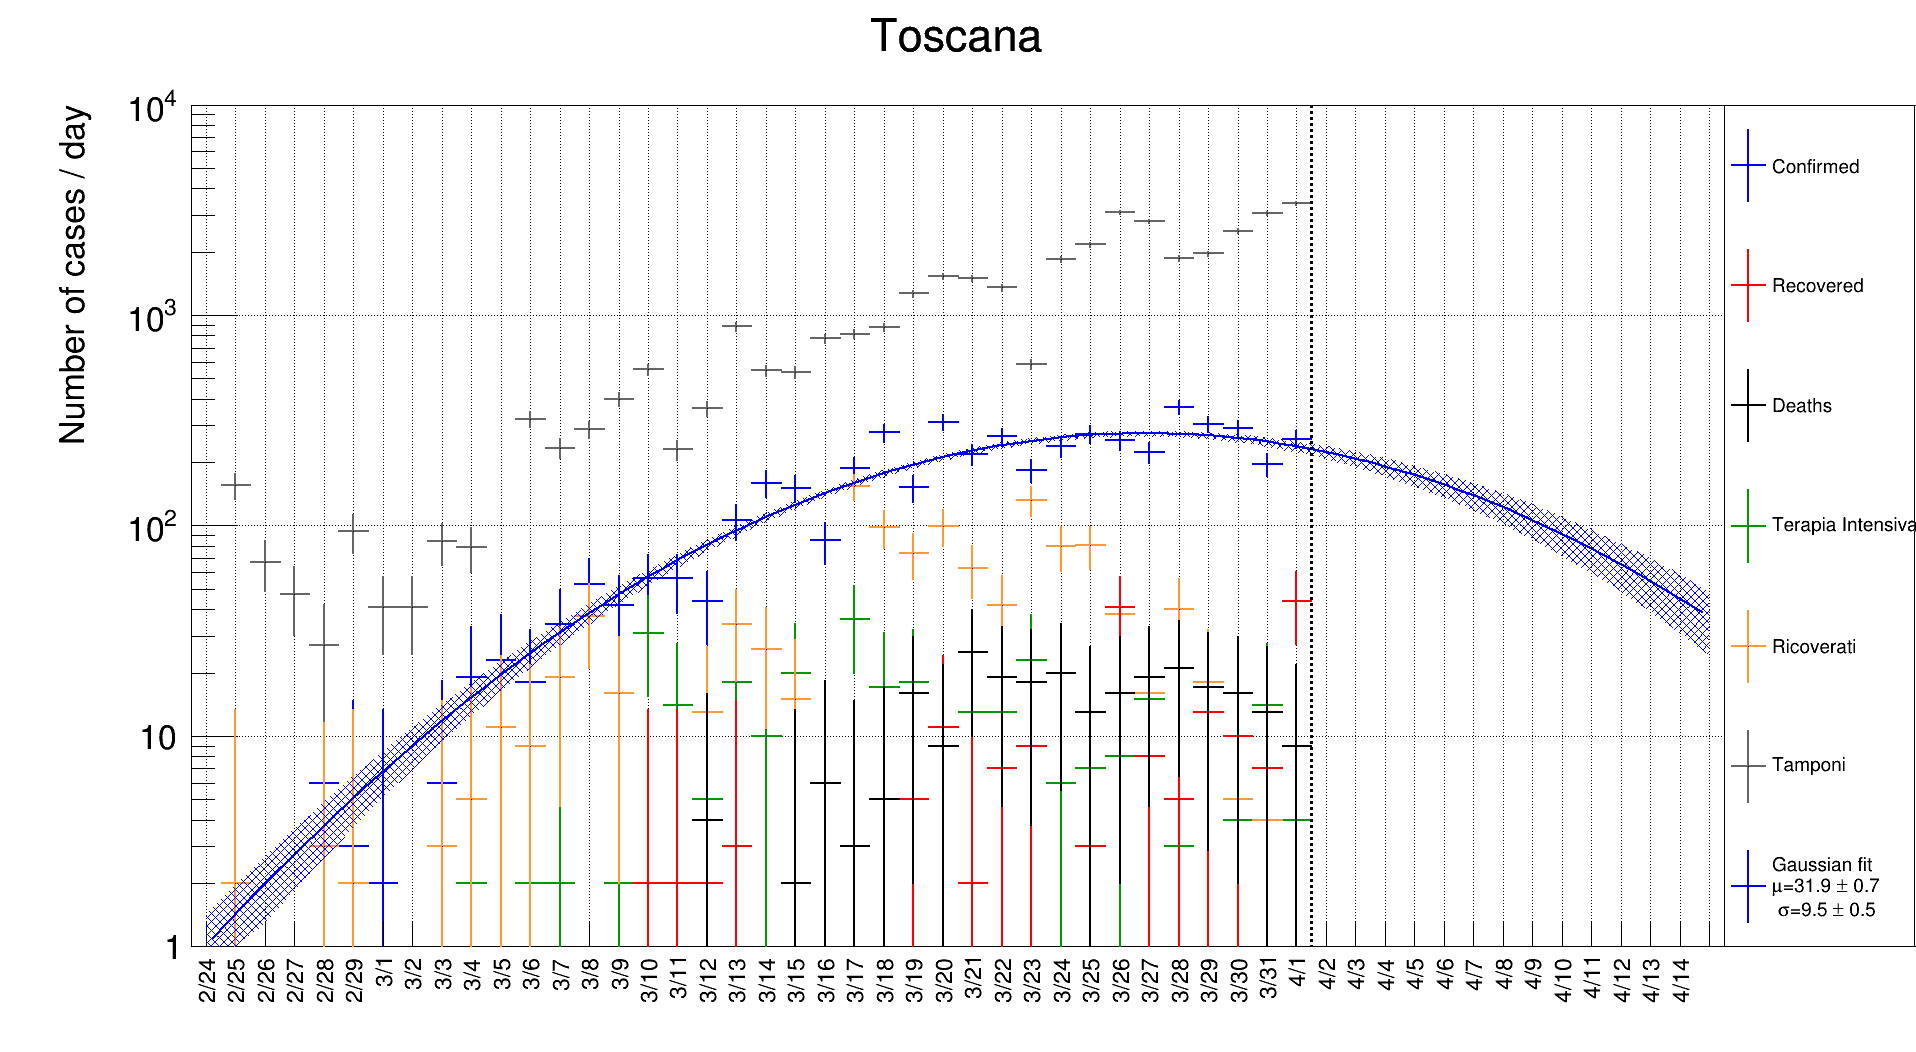 Toscana
Number of cases / day
10⁴
10³
10²
10
1
2/24 2/25 2/26 2/27 2/28 2/29 3/1 3/2 3/3 3/4 3/5 3/6 3/7 3/8 3/9 3/10 3/11 3/12 3/13 3/14 3/15 3/16 3/17 3/18 3/19 3/20 3/21 3/22 3/23 3/24 3/25 3/26 3/27 3/28 3/29 3/30 3/31 4/1 4/2 4/3 4/4 4/5 4/6 4/7 4/8 4/9 4/10 4/11 4/12 4/13 4/14
Confirmed
Recovered
Deaths
Terapia Intensiva
Ricoverati
Tamponi
Gaussian fit
μ=31.9 ± 0.7
σ=9.5 ± 0.5